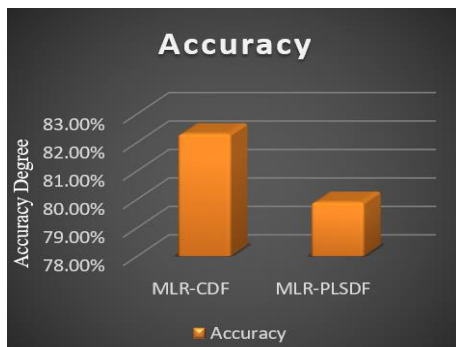 Accuracy
Accuracy Degree
83.00%
82.00%
81.00%
80.00%
79.00%
78.00%
MLR-CDF MLR-PLSDF
Accuracy